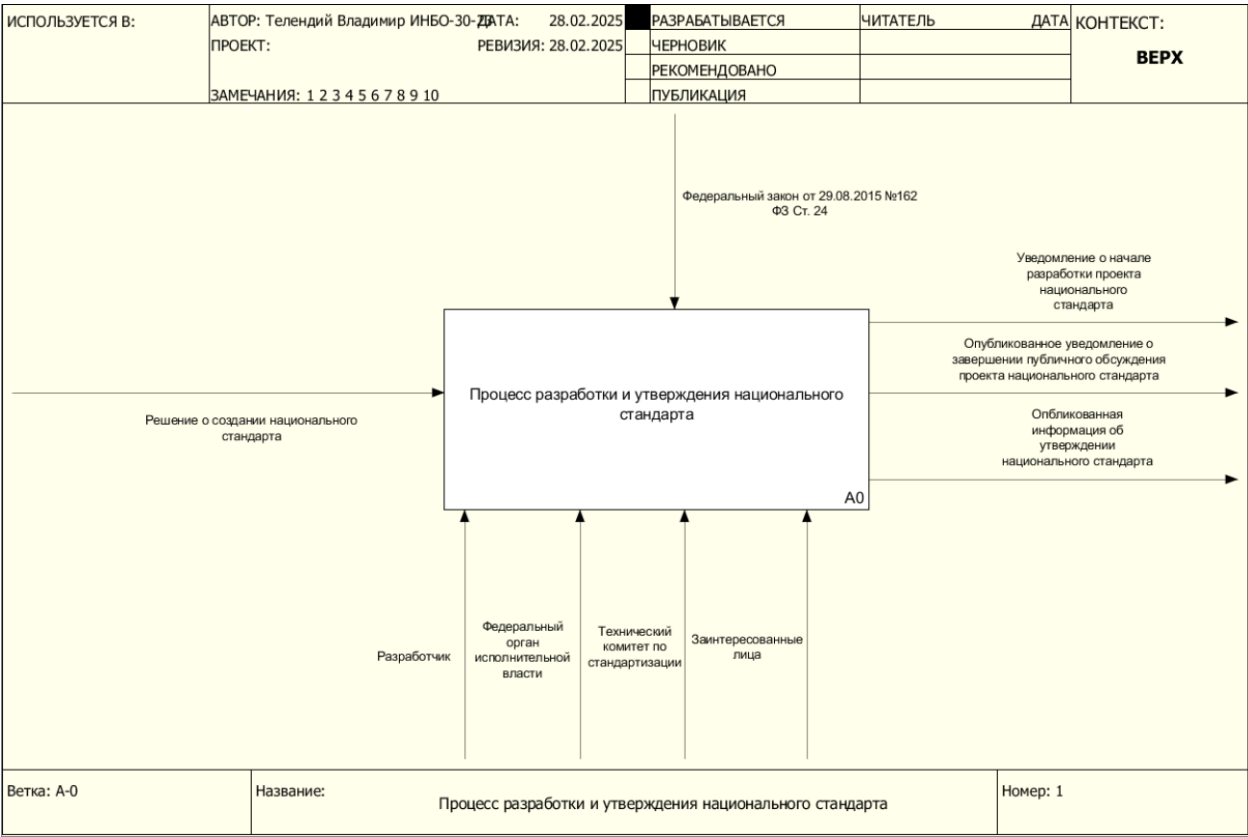 ИСПОЛЬЗУЕТСЯ В:
АВТОР: Телендий Владимир ИНБО-30-23
ДАТА: 28.02.2025
РАЗРАБАТЫВАЕТСЯ
ЧИТАТЕЛЬ
ДАТА
КОНТЕКСТ:
ПРОЕКТ:
РЕВИЗИЯ: 28.02.2025
ЧЕРНОВИК
ВЕРХ
РЕКОМЕНДОВАНО
ЗАМЕЧАНИЯ: 1 2 3 4 5 6 7 8 9 10
ПУБЛИКАЦИЯ
Федеральный закон от 29.08.2015 №162
ФЗ Ст. 24
Уведомление о начале
разработки проекта
национального
стандарта
Опубликованное уведомление о
завершении публичного обсуждения
проекта национального стандарта
Процесс разработки и утверждения национального
стандарта
A0
Решение о создании национального
стандарта
Опбликованная
информация об
утверждении
национального стандарта
Разработчик
Федеральный
орган
исполнительной
власти
Технический
комитет по
стандартизации
Заинтересованные
лица
Ветка: A-0
Название:
Процесс разработки и утверждения национального стандарта
Номер: 1